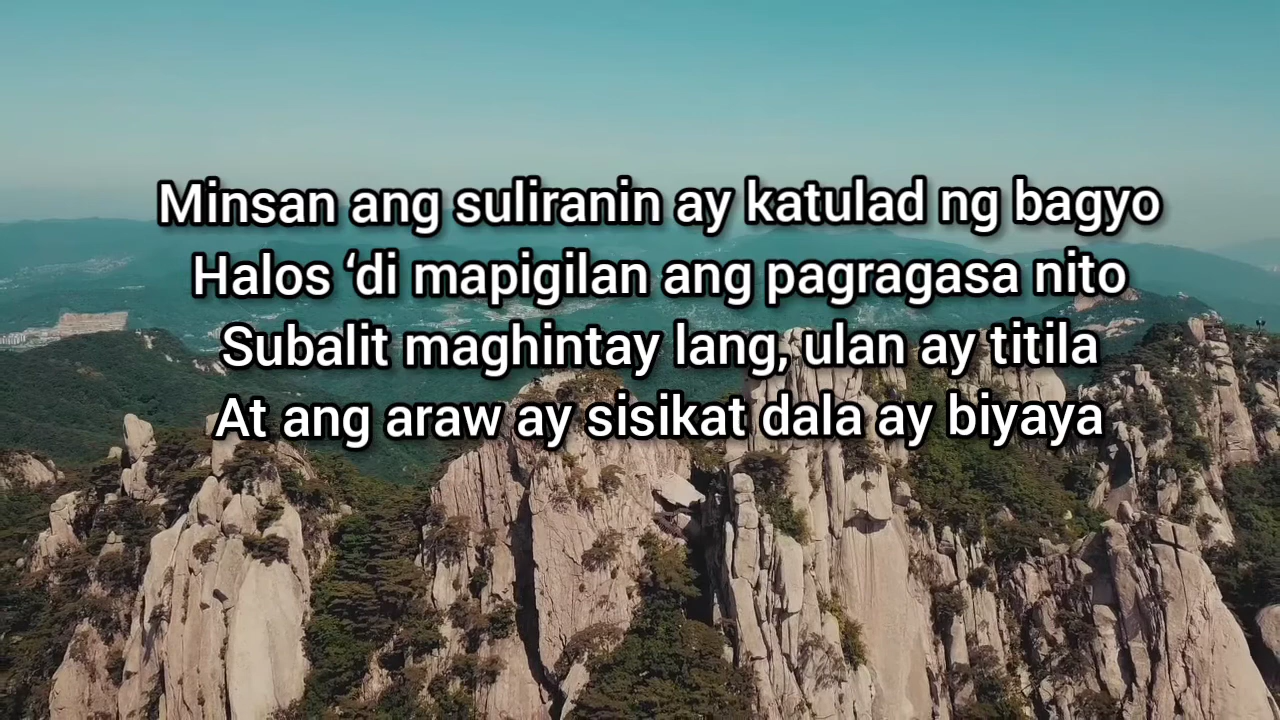 Minsan ang suliranin ay katulad ng bagyo
Halos ‘di mapigilan ang pagragasa nito
Subalit maghintay lang, ulan ay titila
At ang araw ay sisikat dala ay biyaya